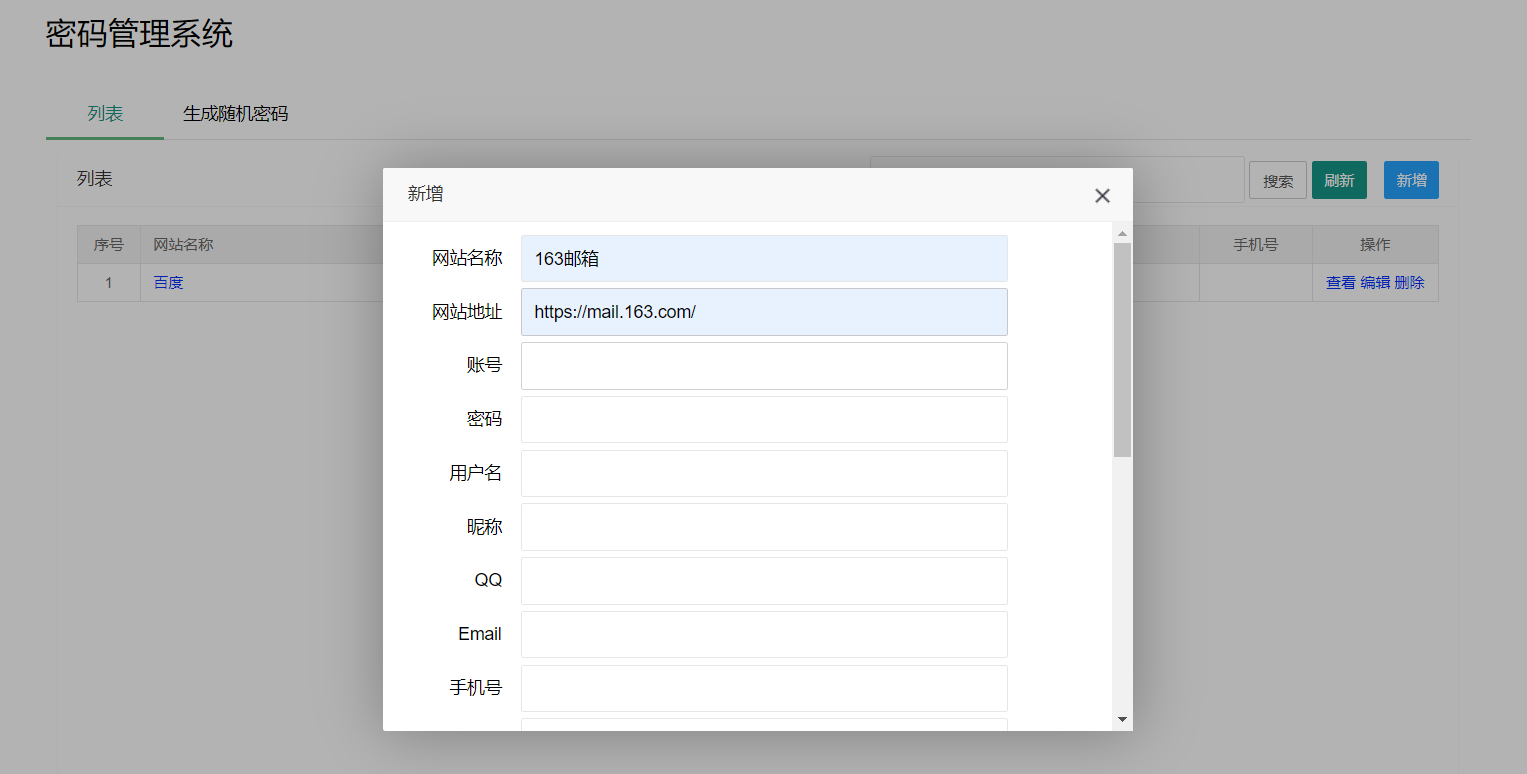 密码管理系统
列表 生成随机密码
列表 搜索 刷新 新增
序号 网站名称 手机号 操作
1 百度 查看 编辑 删除
新增
网站名称 163邮箱
网站地址 https://mail.163.com/
账号
密码
用户名
昵称
QQ
Email
手机号